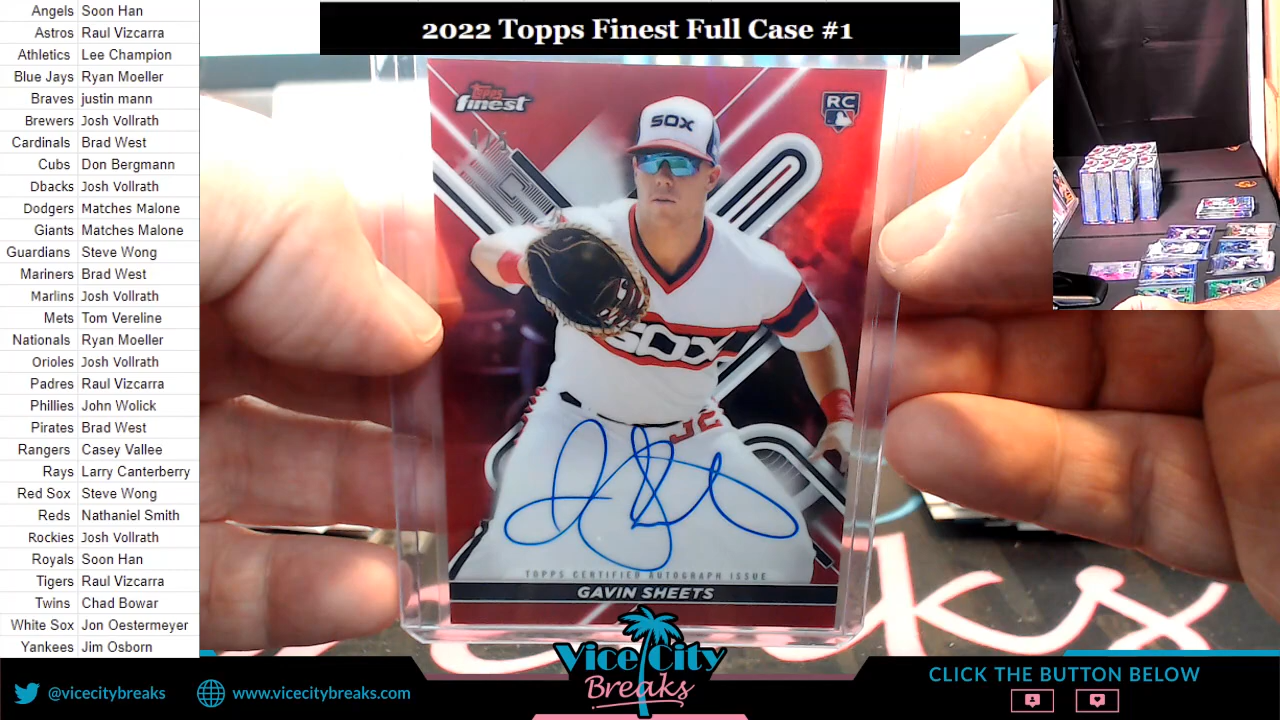 2022 Topps Finest Full Case #1
Angels Soon Han
Astros Raul Vizcarra
Athletics Lee Champion
Blue Jays Ryan Moeller
Braves justin mann
Brewers Josh Vollrath
Cardinals Brad West
Cubs Don Bergmann
Dbacks Josh Vollrath
Dodgers Matches Malone
Giants Matches Malone
Guardians Steve Wong
Mariners Brad West
Marlins Josh Vollrath
Mets Tom Vereline
Nationals Ryan Moeller
Orioles Josh Vollrath
Padres Raul Vizcarra
Phillies John Wolick
Pirates Brad West
Rangers Casey Vallee
Rays Larry Canterberry
Red Sox Steve Wong
Reds Nathaniel Smith
Rockies Josh Vollrath
Royals Soon Han
Tigers Raul Vizcarra
Twins Chad Bowar
White Sox Jon Oestermeyer
Yankees Jim Osborn
Topps
finest
RC
SOX
SOX
TOPPS CERTIFIED AUTOGRAPH ISSUE
GAVIN SHEETS
Vice City
Breaks
@vicecitybreaks
www.vicecitybreaks.com
CLICK THE BUTTON BELOW